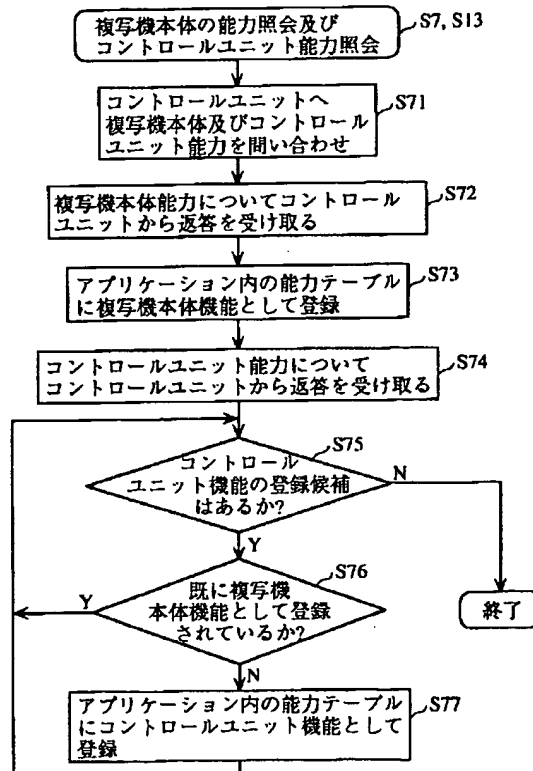 複写機本体の能力照会及び
コントロールユニット能力照会
S7, S13
コントロールユニットへ
複写機本体及びコントロール
ユニット能力を問い合わせ
S71
複写機本体能力についてコントロール
ユニットから返答を受け取る
S72
アプリケーション内の能力テーブル
に複写機本体機能として登録
S73
コントロールユニット能力について
コントロールユニットから返答を受け取る
S74
S75
コントロール
ユニット機能の登録候補
はあるか?
N
Y
S76
既に複写機
本体機能として登録
されているか?
Y
終了
N
アプリケーション内の能力テーブル
にコントロールユニット機能として
登録
S77